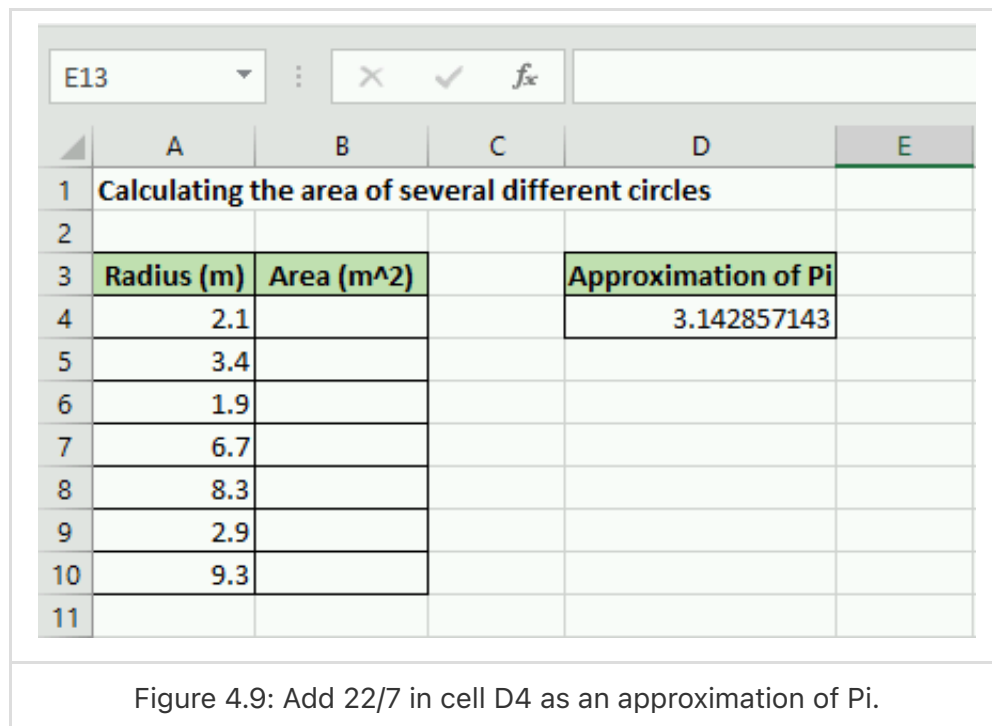 E13 fx
A B C D E
1 Calculating the area of several different circles
2
3 Radius (m) Area (m^2) Approximation of Pi
4 2.1 3.142857143
5 3.4
6 1.9
7 6.7
8 8.3
9 2.9
10 9.3
11
Figure 4.9: Add 22/7 in cell D4 as an approximation of Pi.